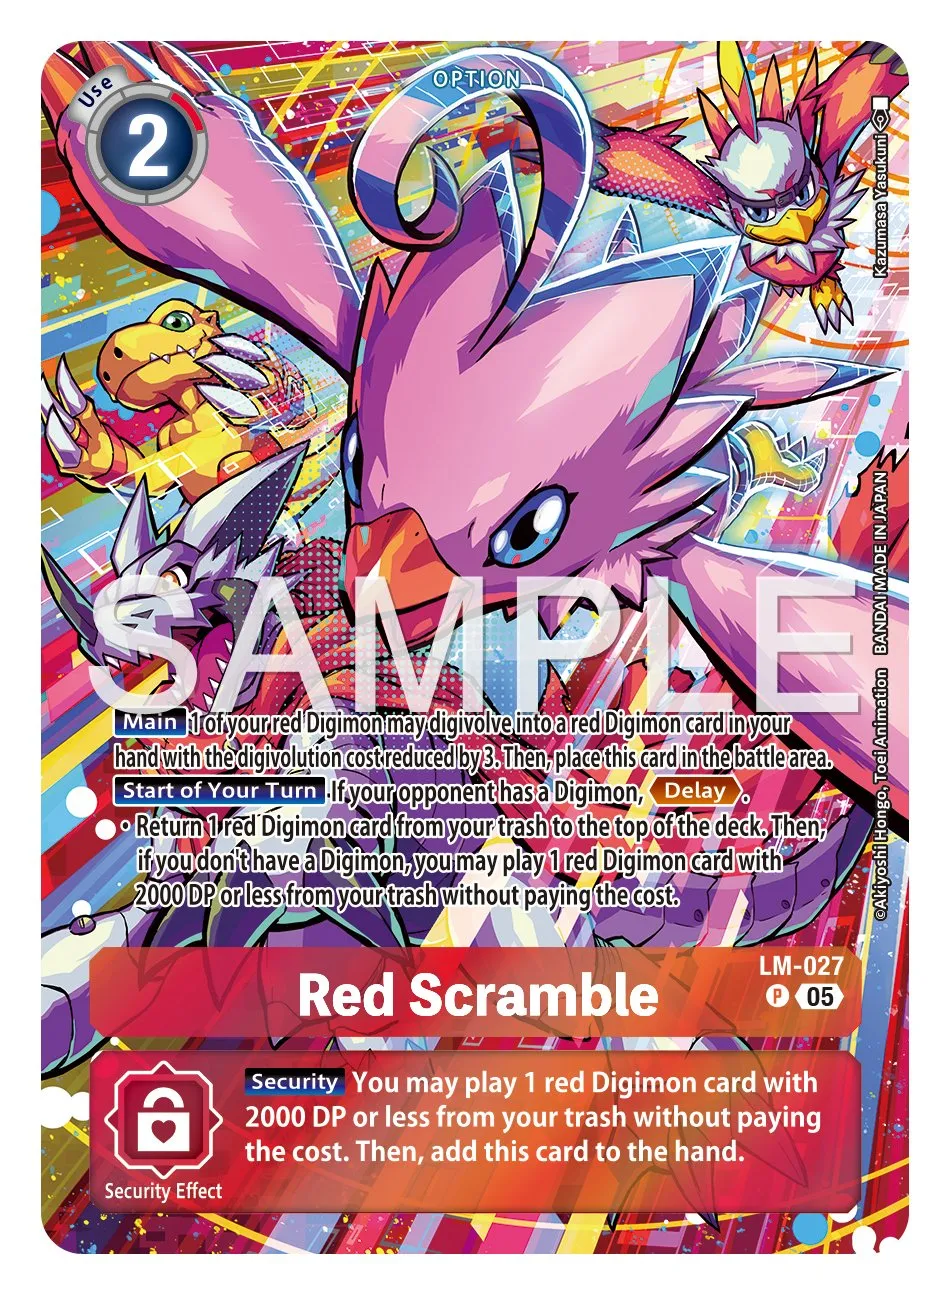 Use
2
OPTION
Kazumasa Yasukuni
BANDAI MADE IN JAPAN
©Akiyoshi Hongo, Toei Animation
SAMPLE
Main 1 of your red Digimon may digivolve into a red Digimon card in your
hand with the digivolution cost reduced by 3. Then, place this card in the battle area.
Start of Your Turn If your opponent has a Digimon, Delay.
• Return 1 red Digimon card from your trash to the top of the deck. Then,
if you don't have a Digimon, you may play 1 red Digimon card with
2000 DP or less from your trash without paying the cost.
LM-027
Red Scramble
P 05
Security You may play 1 red Digimon card with
2000 DP or less from your trash without paying
the cost. Then, add this card to the hand.
Security Effect